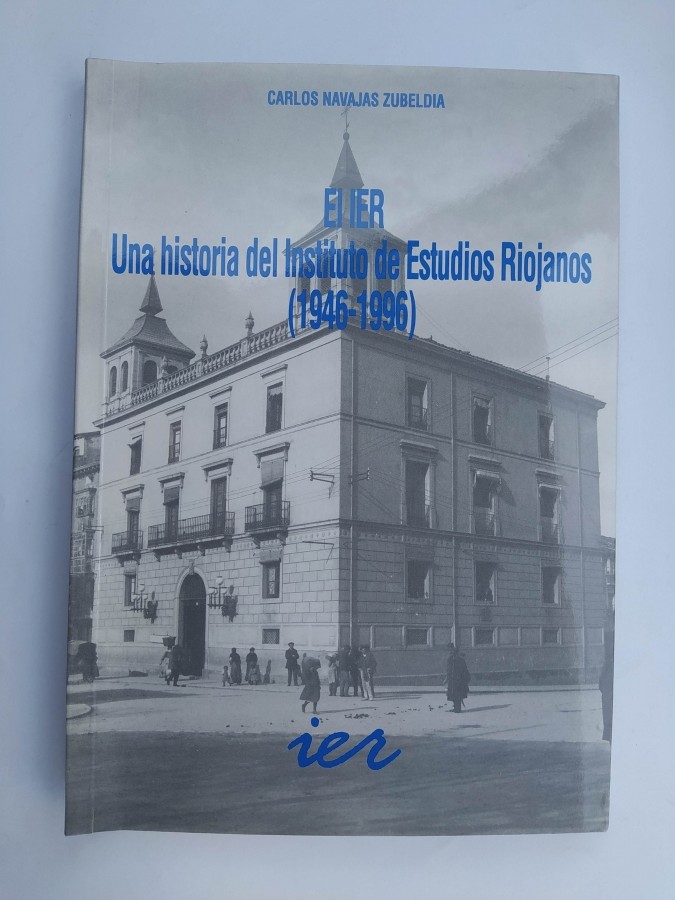 CARLOS NAVAJAS ZUBELDIA
El IER
Una historia del Instituto de Estudios Riojanos
(1946-1996)
ier